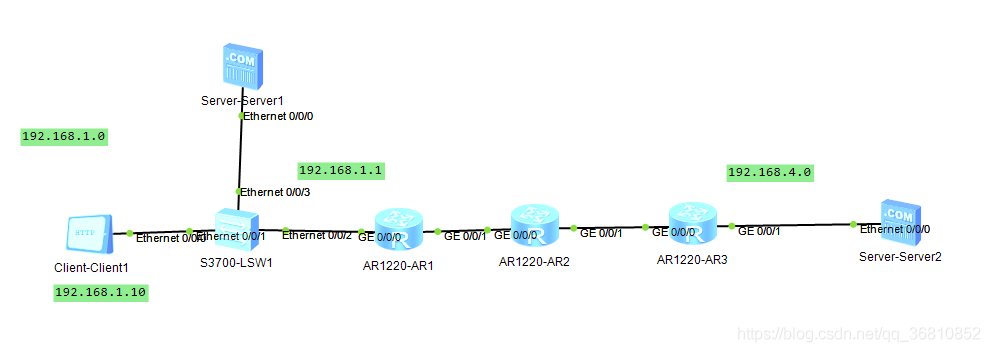 .COM
Server-Server1
Ethernet 0/0/0
192.168.1.0
192.168.1.1
192.168.4.0
Ethernet 0/0/3
HTTP
Ethernet 0/0/0
Ethernet 0/0/1
Ethernet 0/0/2
GE 0/0/0
R
GE 0/0/1
GE 0/0/0
R
GE 0/0/1
GE 0/0/0
R
GE 0/0/1
Ethernet 0/0/0
.COM
Client-Client1
S3700-LSW1
AR1220-AR1
AR1220-AR2
AR1220-AR3
Server-Server2
192.168.1.10
https://blog.csdn.net/qq_36810852